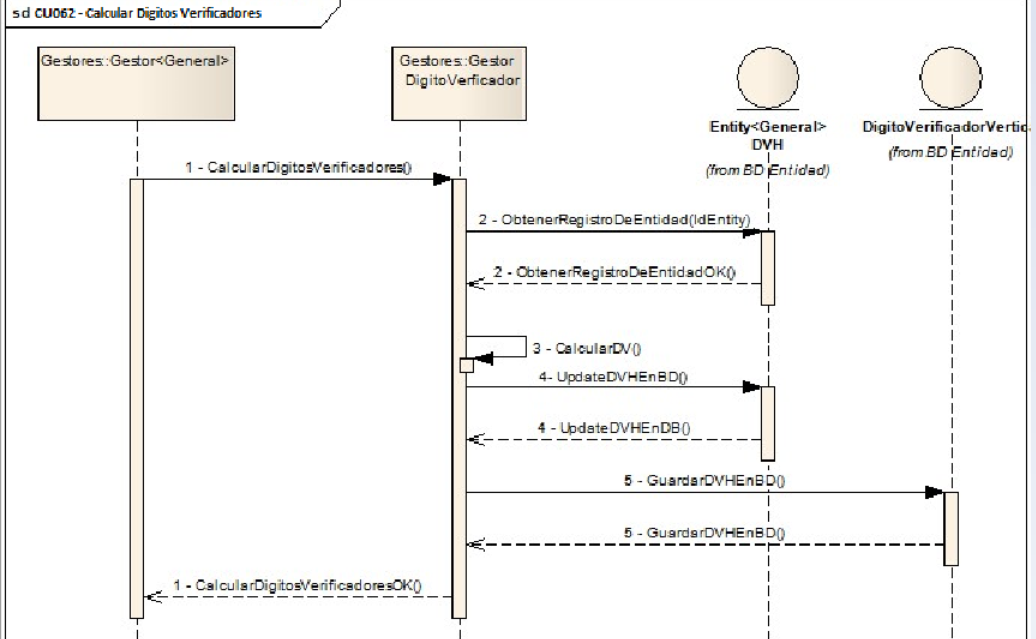 sd CU062 - Calcular Digitos Verificadores
Gestores::Gestor<General>
Gestores::Gestor
DigitoVerficador
Entity<General>
DVH
(from BD Entidad)
DigitoVerificadorVertic
(from BD Entidad)
1 - CalcularDigitosVerificadores()
2 - ObtenerRegistroDeEntidad(IdEntity)
2 - ObtenerRegistroDeEntidadOK()
3 - CalcularDV()
4- UpdateDVHEnBD()
4 - UpdateDVHEnDB()
5 - GuardarDVHEnBD()
5 - GuardarDVHEnBD()
1 - CalcularDigitosVerificadoresOK()